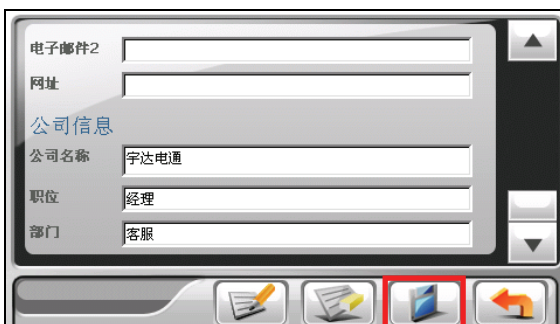 电子邮件2
网址
公司信息
公司名称 宇达电通
职位 经理
部门 客服